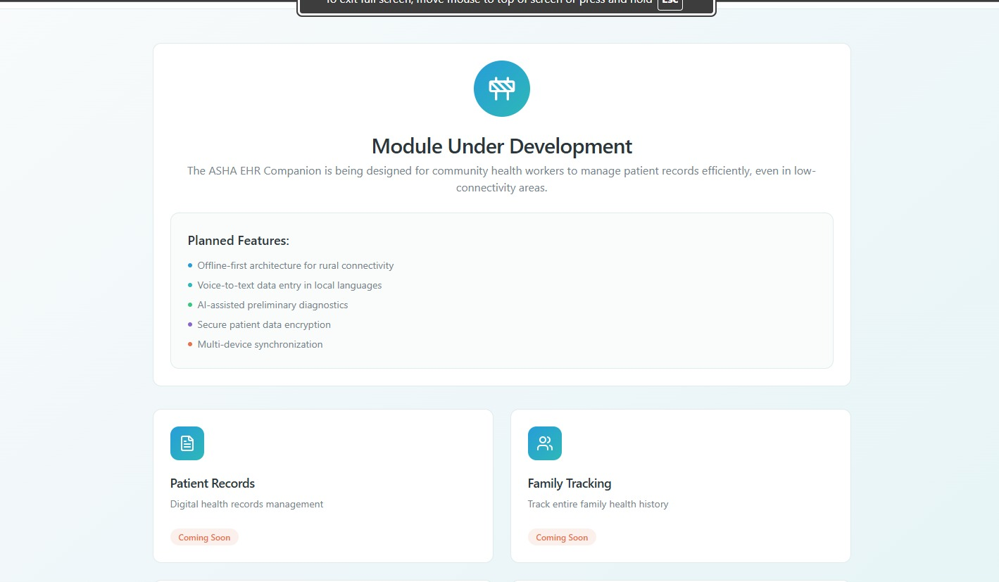 To exit full screen, move mouse to top of screen or press and hold Esc
Module Under Development
The ASHA EHR Companion is being designed for community health workers to manage patient records efficiently, even in low-
connectivity areas.
Planned Features:
Offline-first architecture for rural connectivity
Voice-to-text data entry in local languages
AI-assisted preliminary diagnostics
Secure patient data encryption
Multi-device synchronization
Patient Records
Digital health records management
Coming Soon
Family Tracking
Track entire family health history
Coming Soon